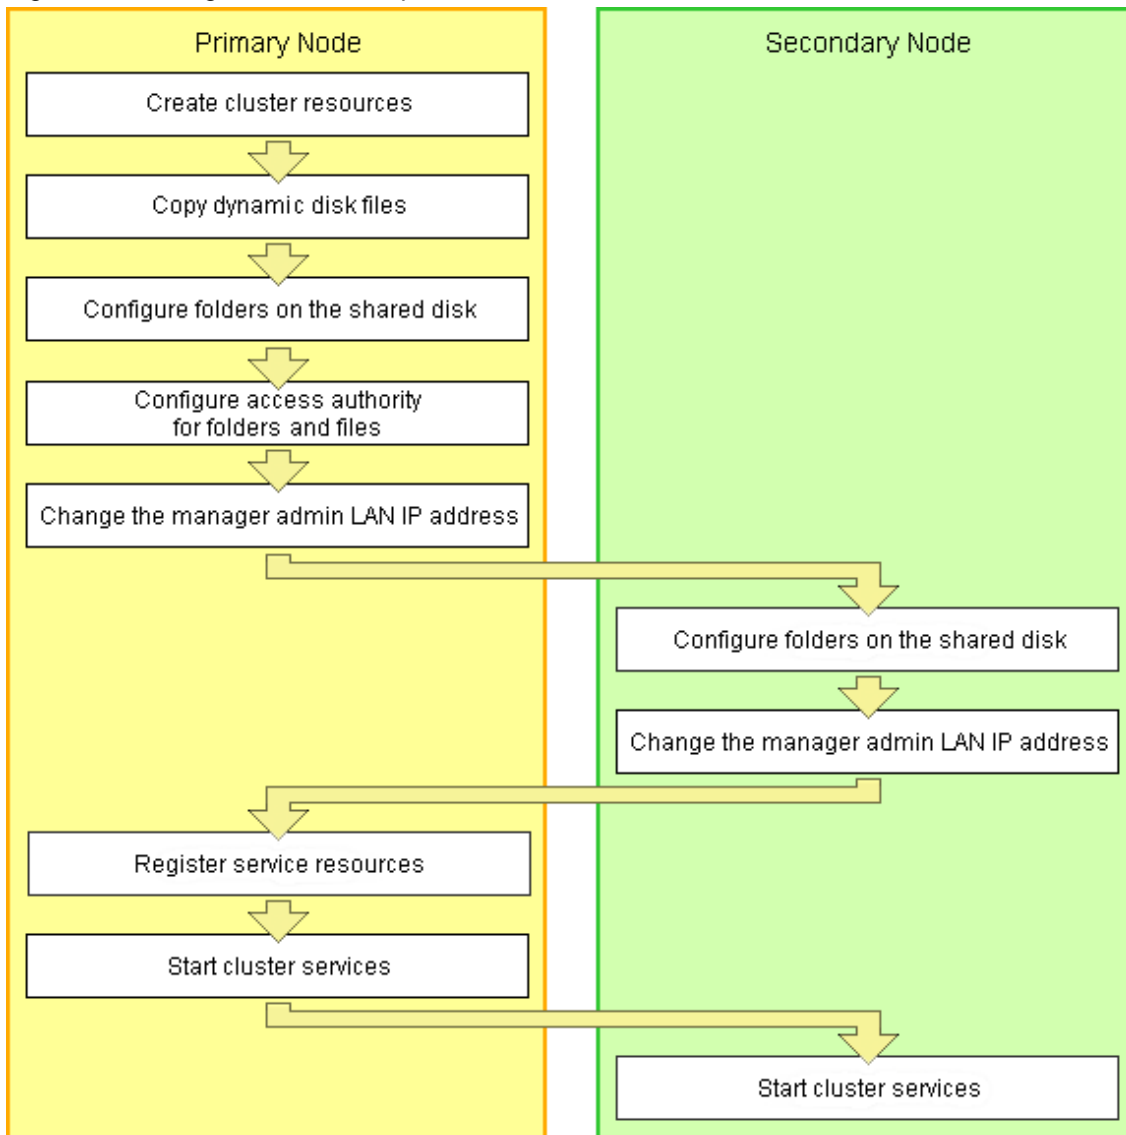 Primary Node
Secondary Node
Create cluster resources
Copy dynamic disk files
Configure folders on the shared disk
Configure access authority
for folders and files
Change the manager admin LAN IP address
Configure folders on the shared disk
Change the manager admin LAN IP address
Register service resources
Start cluster services
Start cluster services